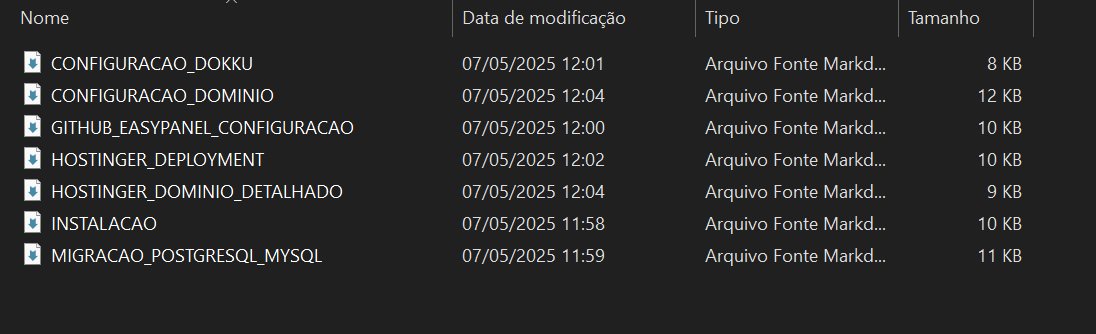 Nome Data de modificação Tipo Tamanho
CONFIGURACAO_DOKKU 07/05/2025 12:01 Arquivo Fonte Markd... 8 KB
CONFIGURACAO_DOMINIO 07/05/2025 12:04 Arquivo Fonte Markd... 12 KB
GITHUB_EASYPANEL_CONFIGURACAO 07/05/2025 12:00 Arquivo Fonte Markd... 10 KB
HOSTINGER_DEPLOYMENT 07/05/2025 12:02 Arquivo Fonte Markd... 10 KB
HOSTINGER_DOMINIO_DETALHADO 07/05/2025 12:04 Arquivo Fonte Markd... 9 KB
INSTALACAO 07/05/2025 11:58 Arquivo Fonte Markd... 10 KB
MIGRACAO_POSTGRESQL_MYSQL 07/05/2025 11:59 Arquivo Fonte Markd... 11 KB